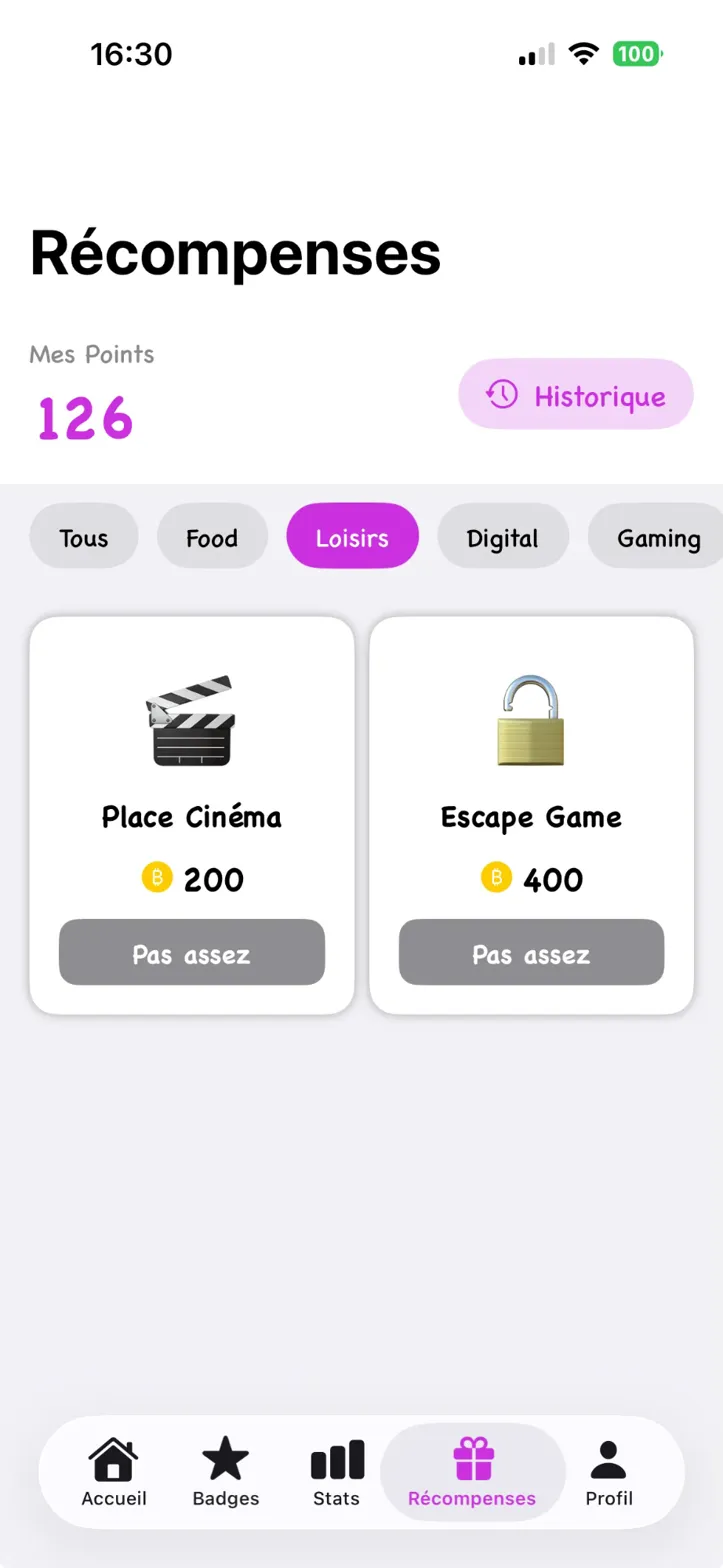 16:30
100
Récompenses
Mes Points
126
Historique
Tous Food Loisirs Digital Gaming
Place Cinéma
200
Pas assez
Escape Game
400
Pas assez
Accueil Badges Stats Récompenses Profil